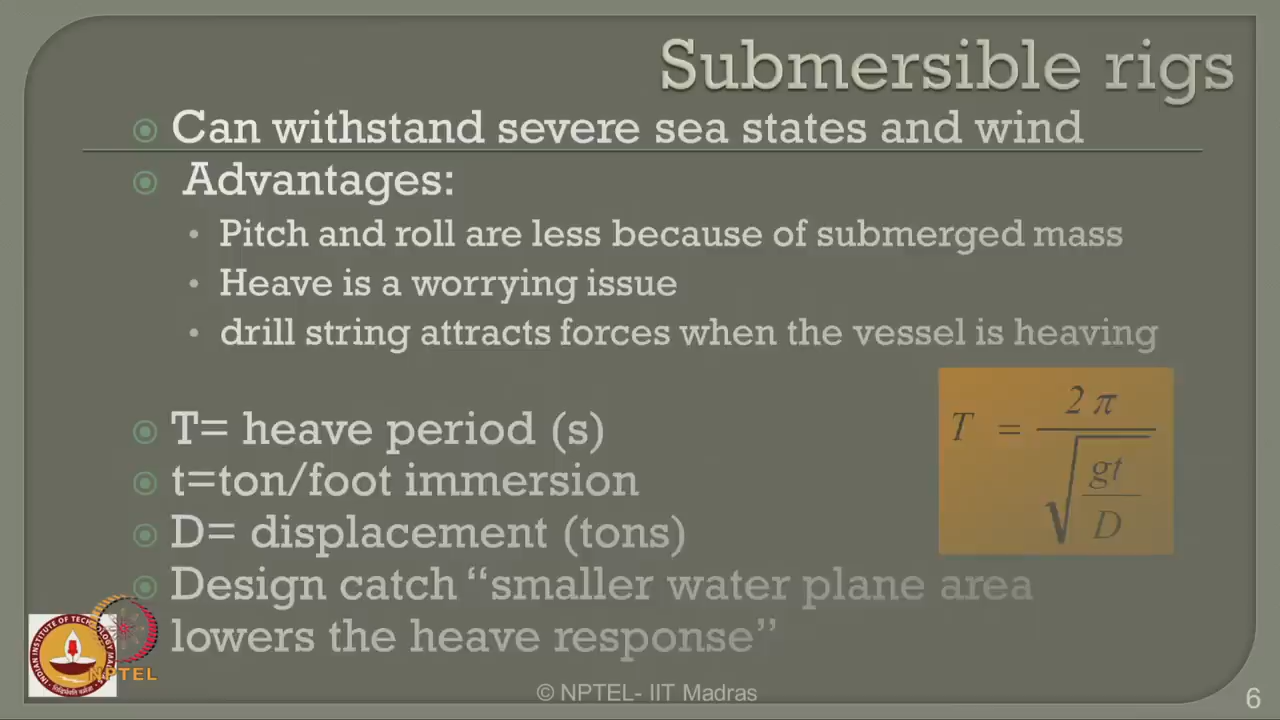 Submersible rigs
Can withstand severe sea states and wind
Advantages:
Pitch and roll are less because of submerged mass
Heave is a worrying issue
drill string attracts forces when the vessel is heaving
T= heave period (s)
t=ton/foot immersion
D= displacement (tons)
Design catch “smaller water plane area
lowers the heave response”
T = 2 π / √(gt / D)
NPTEL
© NPTEL- IIT Madras
6